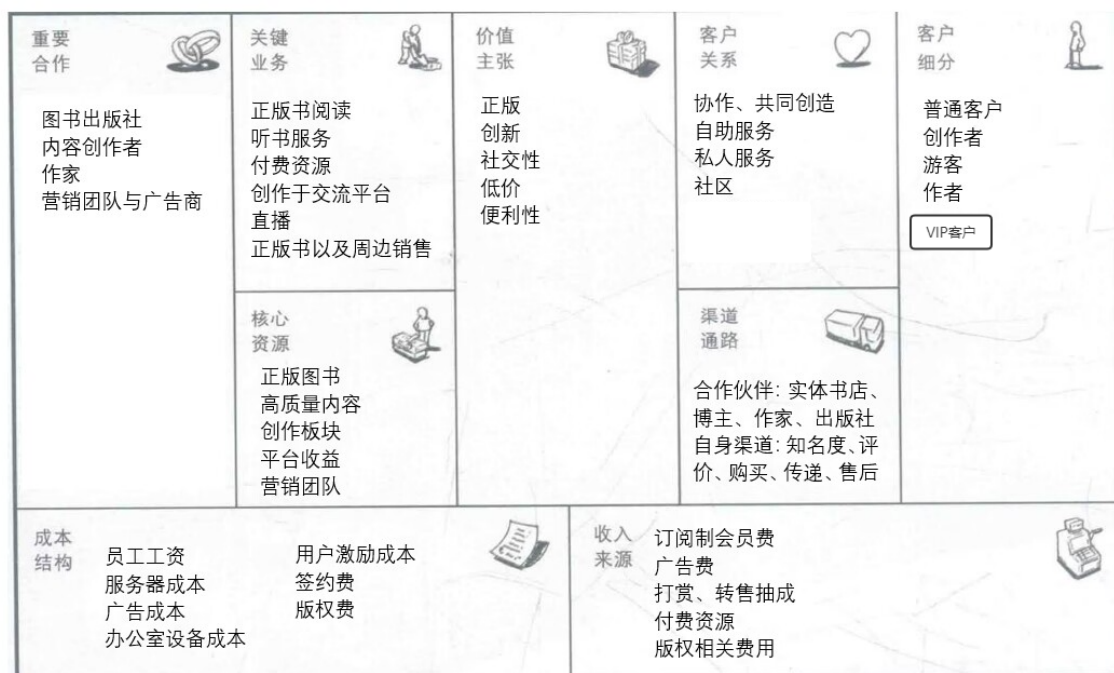 重要
合作
图书出版社
内容创作者
作家
营销团队与广告商
关键
业务
正版书阅读
听书服务
付费资源
创作于交流平台
直播
正版书以及周边销售
核心
资源
正版图书
高质量内容
创作板块
平台收益
营销团队
价值
主张
正版
创新
社交性
低价
便利性
客户
关系
协作、共同创造
自助服务
私人服务
社区
渠道
通路
合作伙伴：实体书店、
博主、作家、出版社
自身渠道：知名度、评
价、购买、传递、售后
客户
细分
普通客户
创作者
游客
作者
VIP客户
成本
结构
员工工资
服务器成本
广告成本
办公室设备成本
用户激励成本
签约费
版权费
收入
来源
订阅制会员费
广告费
打赏、转售抽成
付费资源
版权相关费用